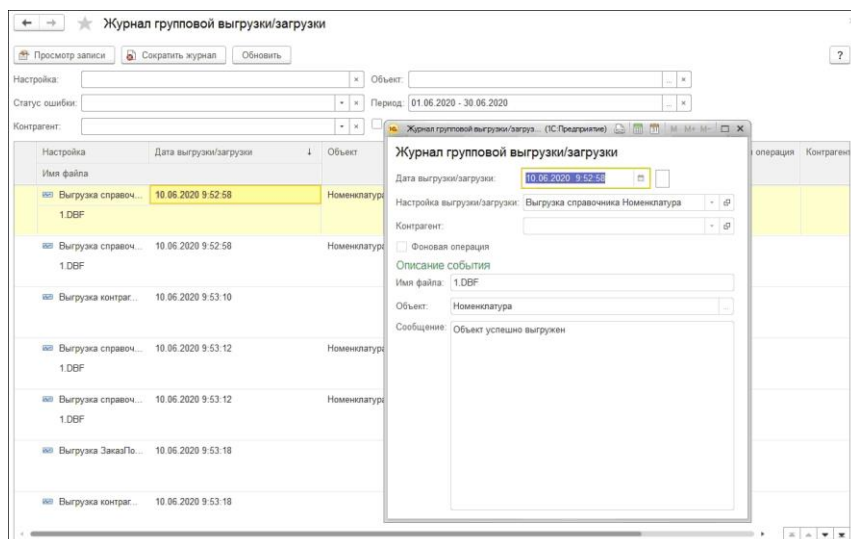 Журнал групповой выгрузки/загрузки
Просмотр записи Сократить журнал Обновить ?
Настройка: Объект:
Статус ошибки: Период: 01.06.2020 - 30.06.2020
Контрагент:
Настройка Дата выгрузки/загрузки ↓ Объект операция Контраген
Имя файла
Выгрузка справоч... 10.06.2020 9:52:58 Номенклатура
1.DBF
Выгрузка справоч... 10.06.2020 9:52:58 Номенклатура
1.DBF
Выгрузка контраг... 10.06.2020 9:53:10
Выгрузка справоч... 10.06.2020 9:53:12 Номенклатура
1.DBF
Выгрузка справоч... 10.06.2020 9:53:12 Номенклатура
1.DBF
Выгрузка ЗаказПо... 10.06.2020 9:53:18
Выгрузка контраг... 10.06.2020 9:53:18
Журнал групповой выгрузки/загруз... (1С:Предприятие) M M+ M-
Журнал групповой выгрузки/загрузки
Дата выгрузки/загрузки: 10.06.2020 9:52:58
Настройка выгрузки/загрузки: Выгрузка справочника Номенклатура
Контрагент:
Фоновая операция
Описание события
Имя файла: 1.DBF
Объект: Номенклатура
Сообщение: Объект успешно выгружен